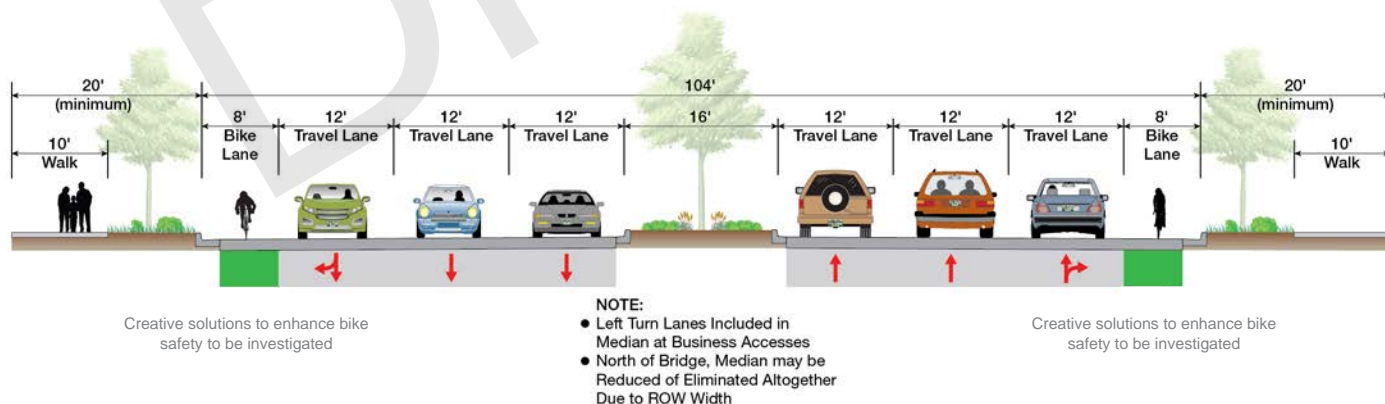 20'
(minimum)
104'
20'
(minimum)
8'
Bike
Lane
12'
Travel Lane
12'
Travel Lane
12'
Travel Lane
16'
12'
Travel Lane
12'
Travel Lane
12'
Travel Lane
8'
Bike
Lane
10'
Walk
10'
Walk
Creative solutions to enhance bike
safety to be investigated
NOTE:
● Left Turn Lanes Included in
Median at Business Accesses
● North of Bridge, Median may be
Reduced of Eliminated Altogether
Due to ROW Width
Creative solutions to enhance bike
safety to be investigated